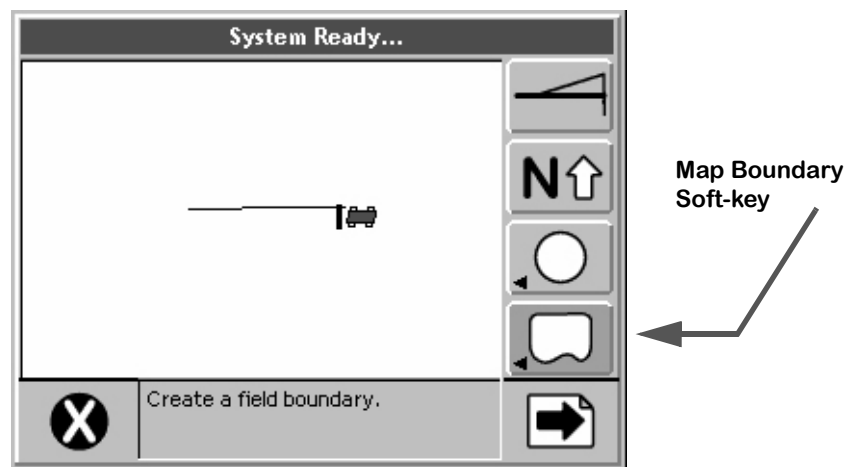 System Ready...
N
Map Boundary
Soft-key
Create a field boundary.
X